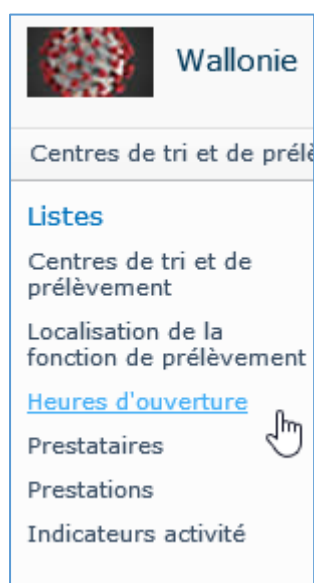 Wallonie
Centres de tri et de prélè
Listes
Centres de tri et de
prélèvement
Localisation de la
fonction de prélèvement
Heures d'ouverture
Prestataires
Prestations
Indicateurs activité